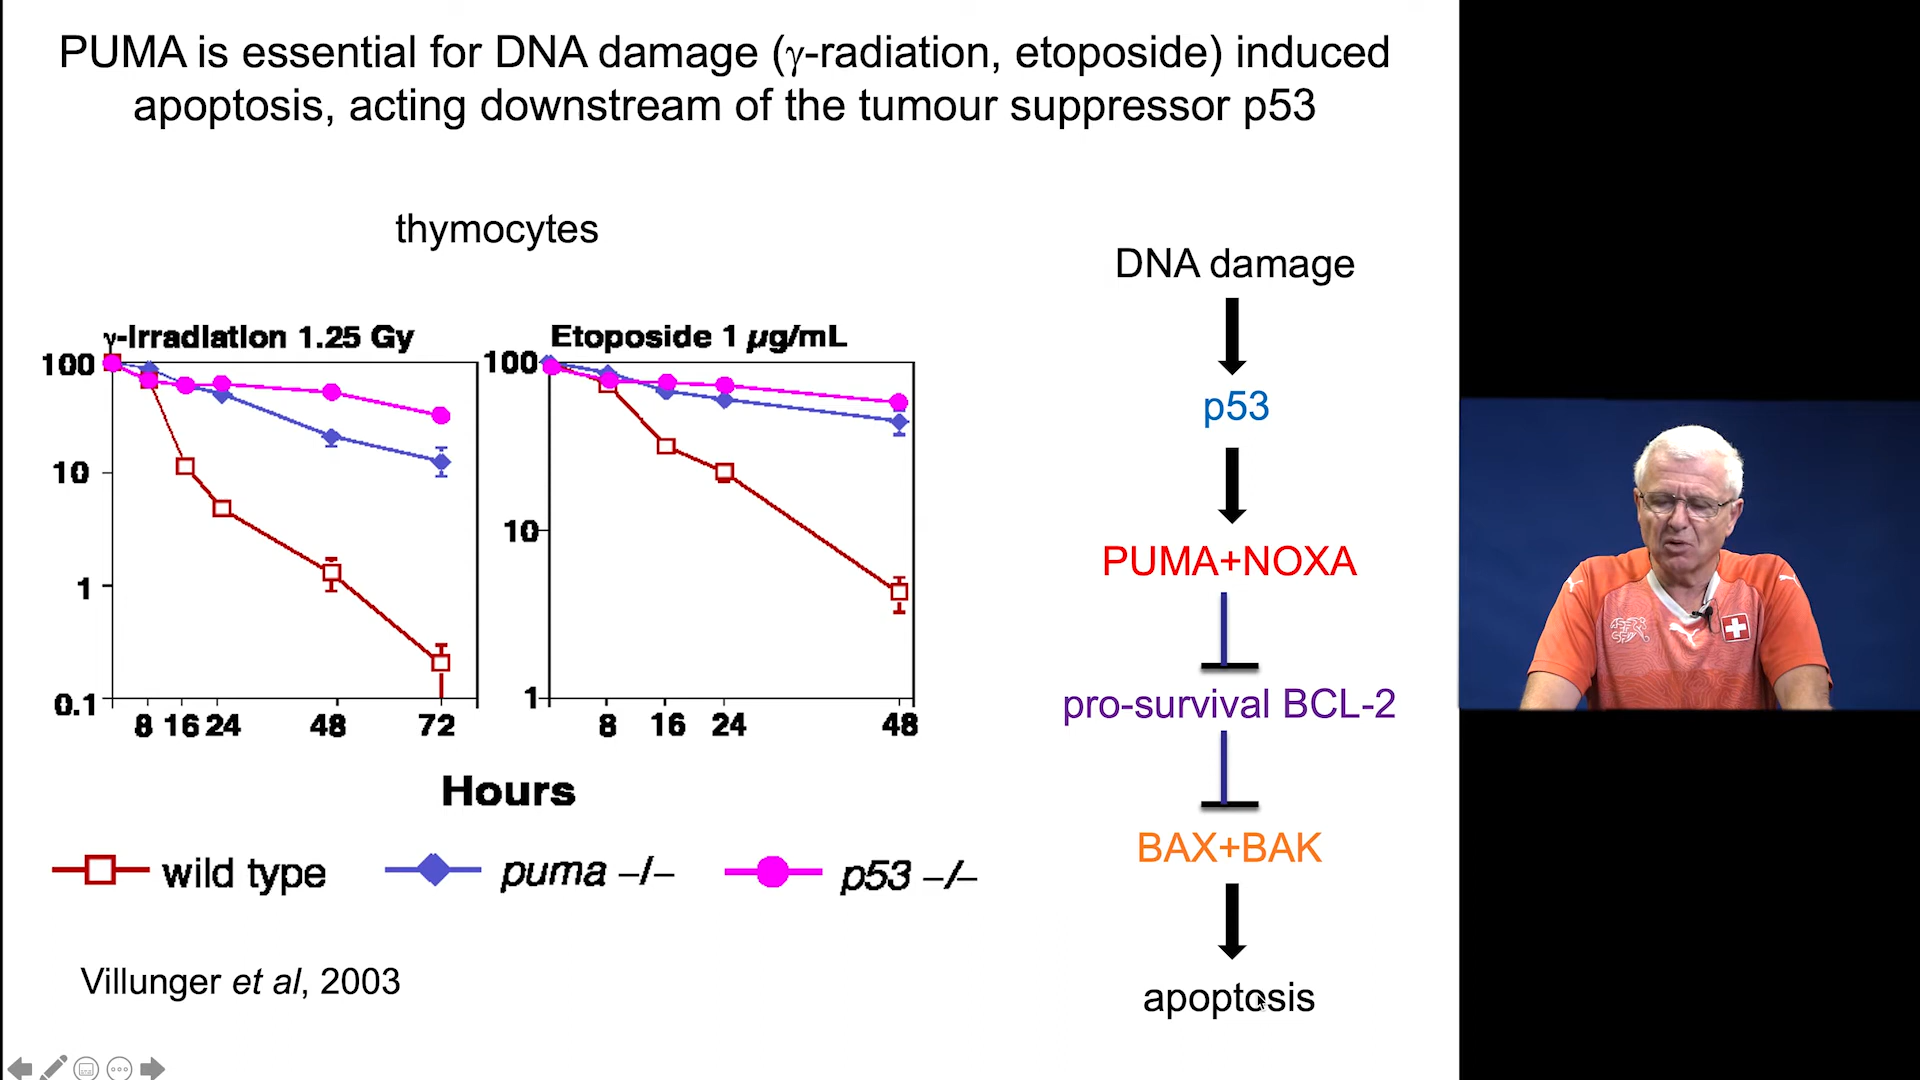 PUMA is essential for DNA damage (γ-radiation, etoposide) induced
apoptosis, acting downstream of the tumour suppressor p53
thymocytes
γ-Irradiation 1.25 Gy
100
10
1
0.1
8 16 24 48 72
Etoposide 1 µg/mL
100
10
1
8 16 24 48
Hours
wild type
puma –/–
p53 –/–
Villunger et al, 2003
DNA damage
p53
PUMA+NOXA
pro-survival BCL-2
BAX+BAK
apoptosis